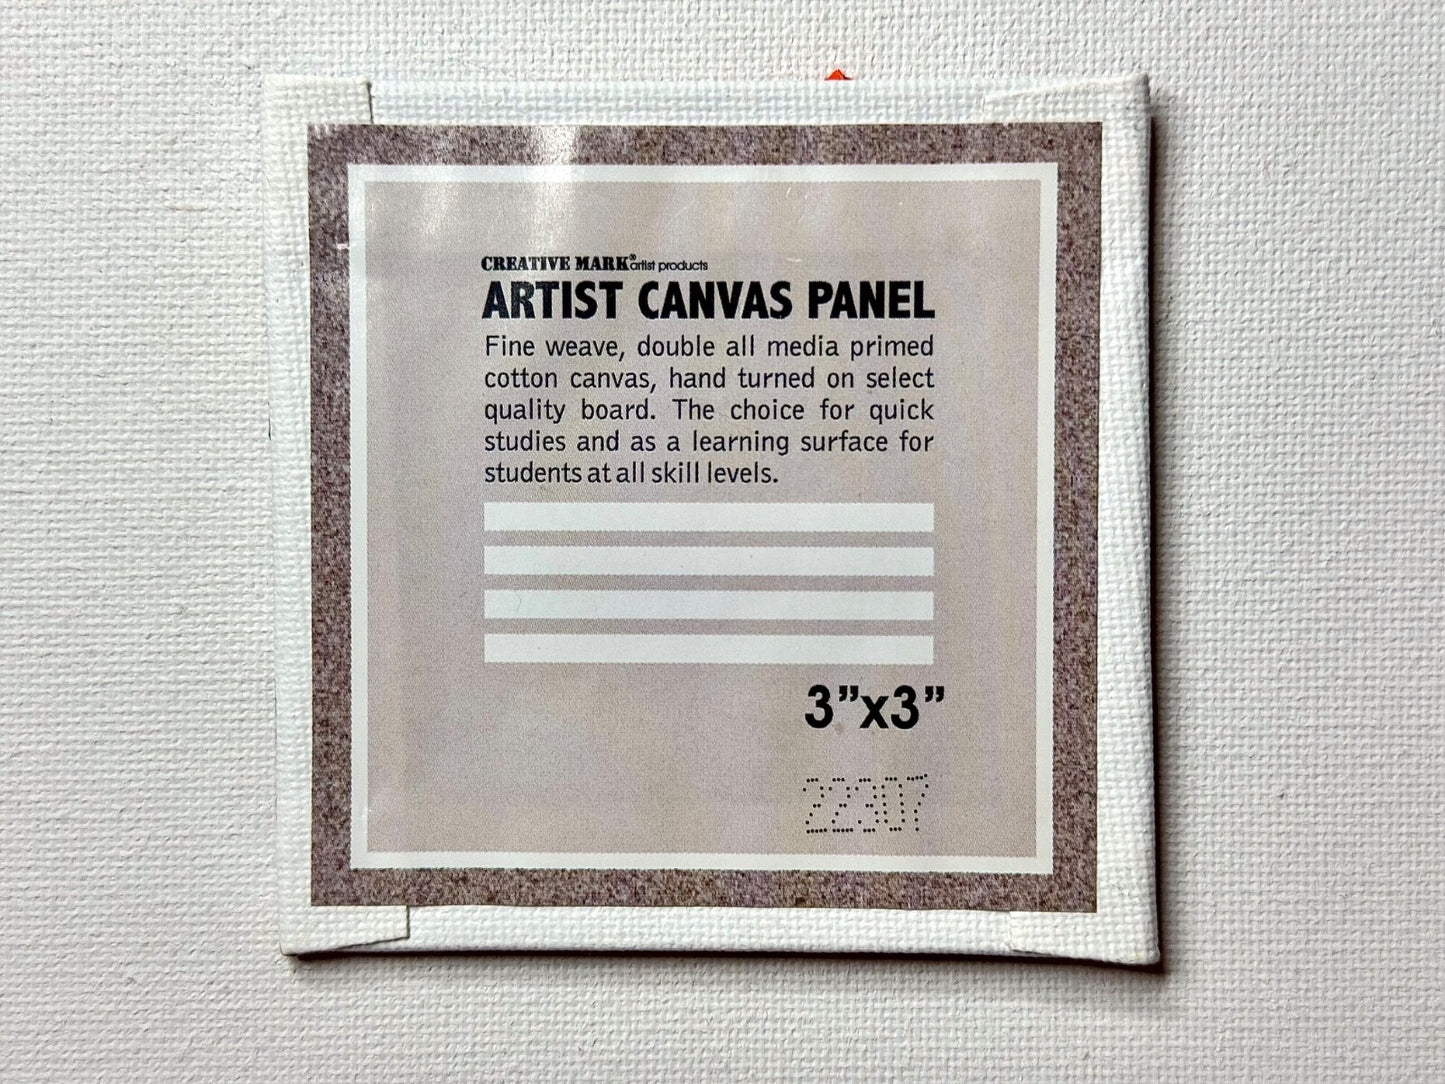 CREATIVE MARK® artist products
ARTIST CANVAS PANEL
Fine weave, double all media primed
cotton canvas, hand turned on select
quality board. The choice for quick
studies and as a learning surface for
students at all skill levels.
3”x3”
22307